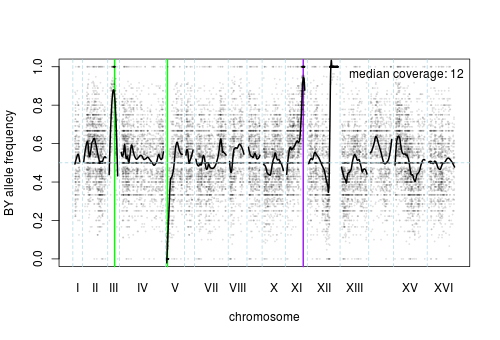 median coverage: 12
BY allele frequency
0.0 0.2 0.4 0.6 0.8 1.0
I II III IV V VII VIII X XI XII XIII XV XVI
chromosome